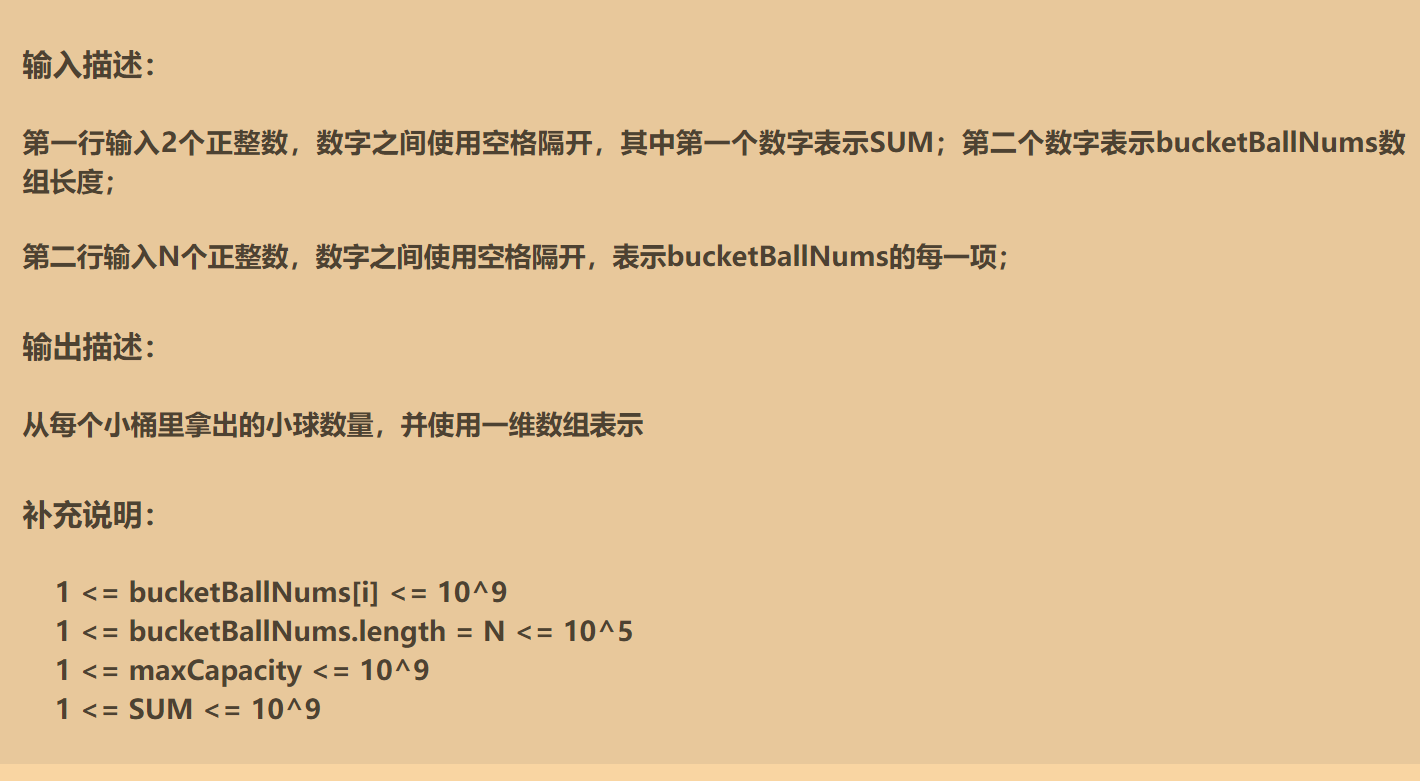 输入描述：
第一行输入2个正整数，数字之间使用空格隔开，其中第一个数字表示SUM；第二个数字表示bucketBallNums数
组长度；
第二行输入N个正整数，数字之间使用空格隔开，表示bucketBallNums的每一项；
输出描述：
从每个小桶里拿出的小球数量，并使用一维数组表示
补充说明：
1 <= bucketBallNums[i] <= 10^9
1 <= bucketBallNums.length = N <= 10^5
1 <= maxCapacity <= 10^9
1 <= SUM <= 10^9